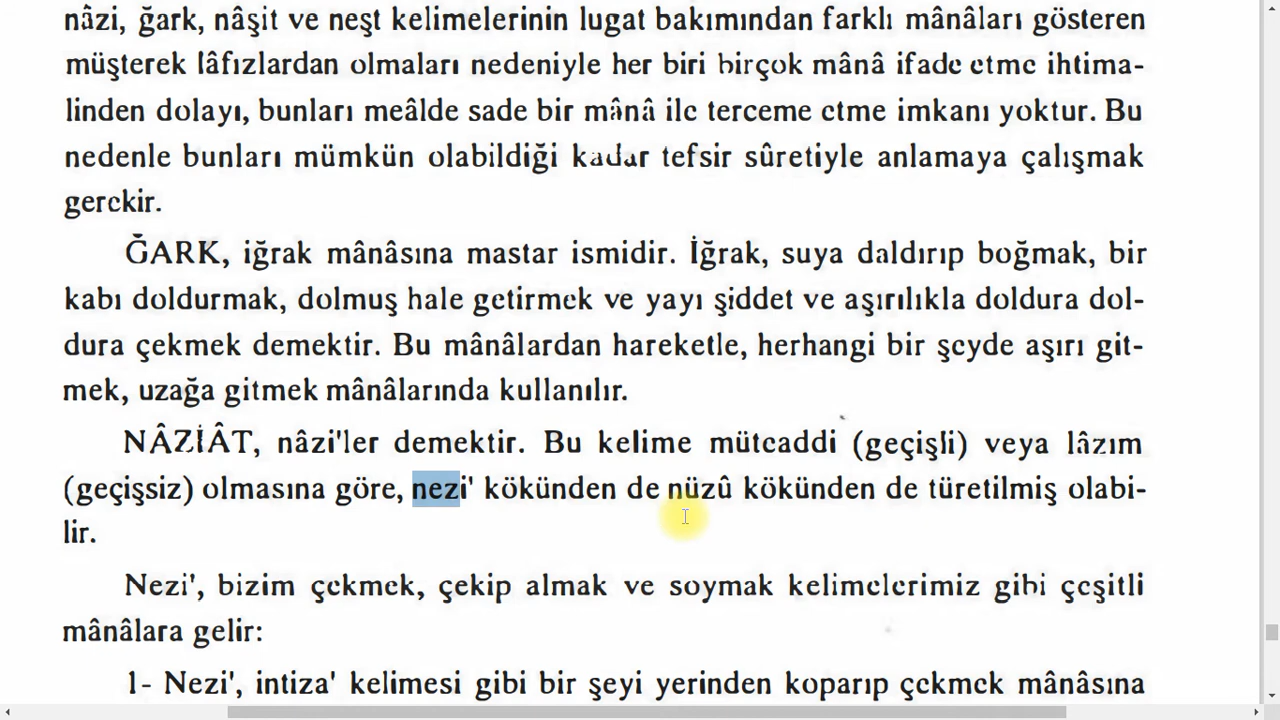 nâzi, ğark, nâşit ve neşt kelimelerinin lugat bakımından farklı mânâları gösteren
müşterek lâfızlardan olmaları nedeniyle her biri birçok mânâ ifade etme ihtima-
linden dolayı, bunları meâlde sade bir mânâ ile terceme etme imkanı yoktur. Bu
nedenle bunları mümkün olabildiği kadar tefsir sûretiyle anlamaya çalışmak
gerekir.
ĞARK, iğrak mânâsına mastar ismidir. İğrak, suya daldırıp boğmak, bir
kabı doldurmak, dolmuş hale getirmek ve yayı şiddet ve aşırılıkla doldura dol-
dura çekmek demektir. Bu mânâlardan hareketle, herhangi bir şeyde aşırı git-
mek, uzağa gitmek mânâlarında kullanılır.
NÂZİÂT, nâzi'ler demektir. Bu kelime müteaddi (geçişli) veya lâzım
(geçişsiz) olmasına göre, nezi' kökünden de nüzû kökünden de türetilmiş olabi-
lir.
Nezi', bizim çekmek, çekip almak ve soymak kelimelerimiz gibi çeşitli
mânâlara gelir:
1- Nezi', intiza' kelimesi gibi bir şeyi yerinden koparıp çekmek mânâsına